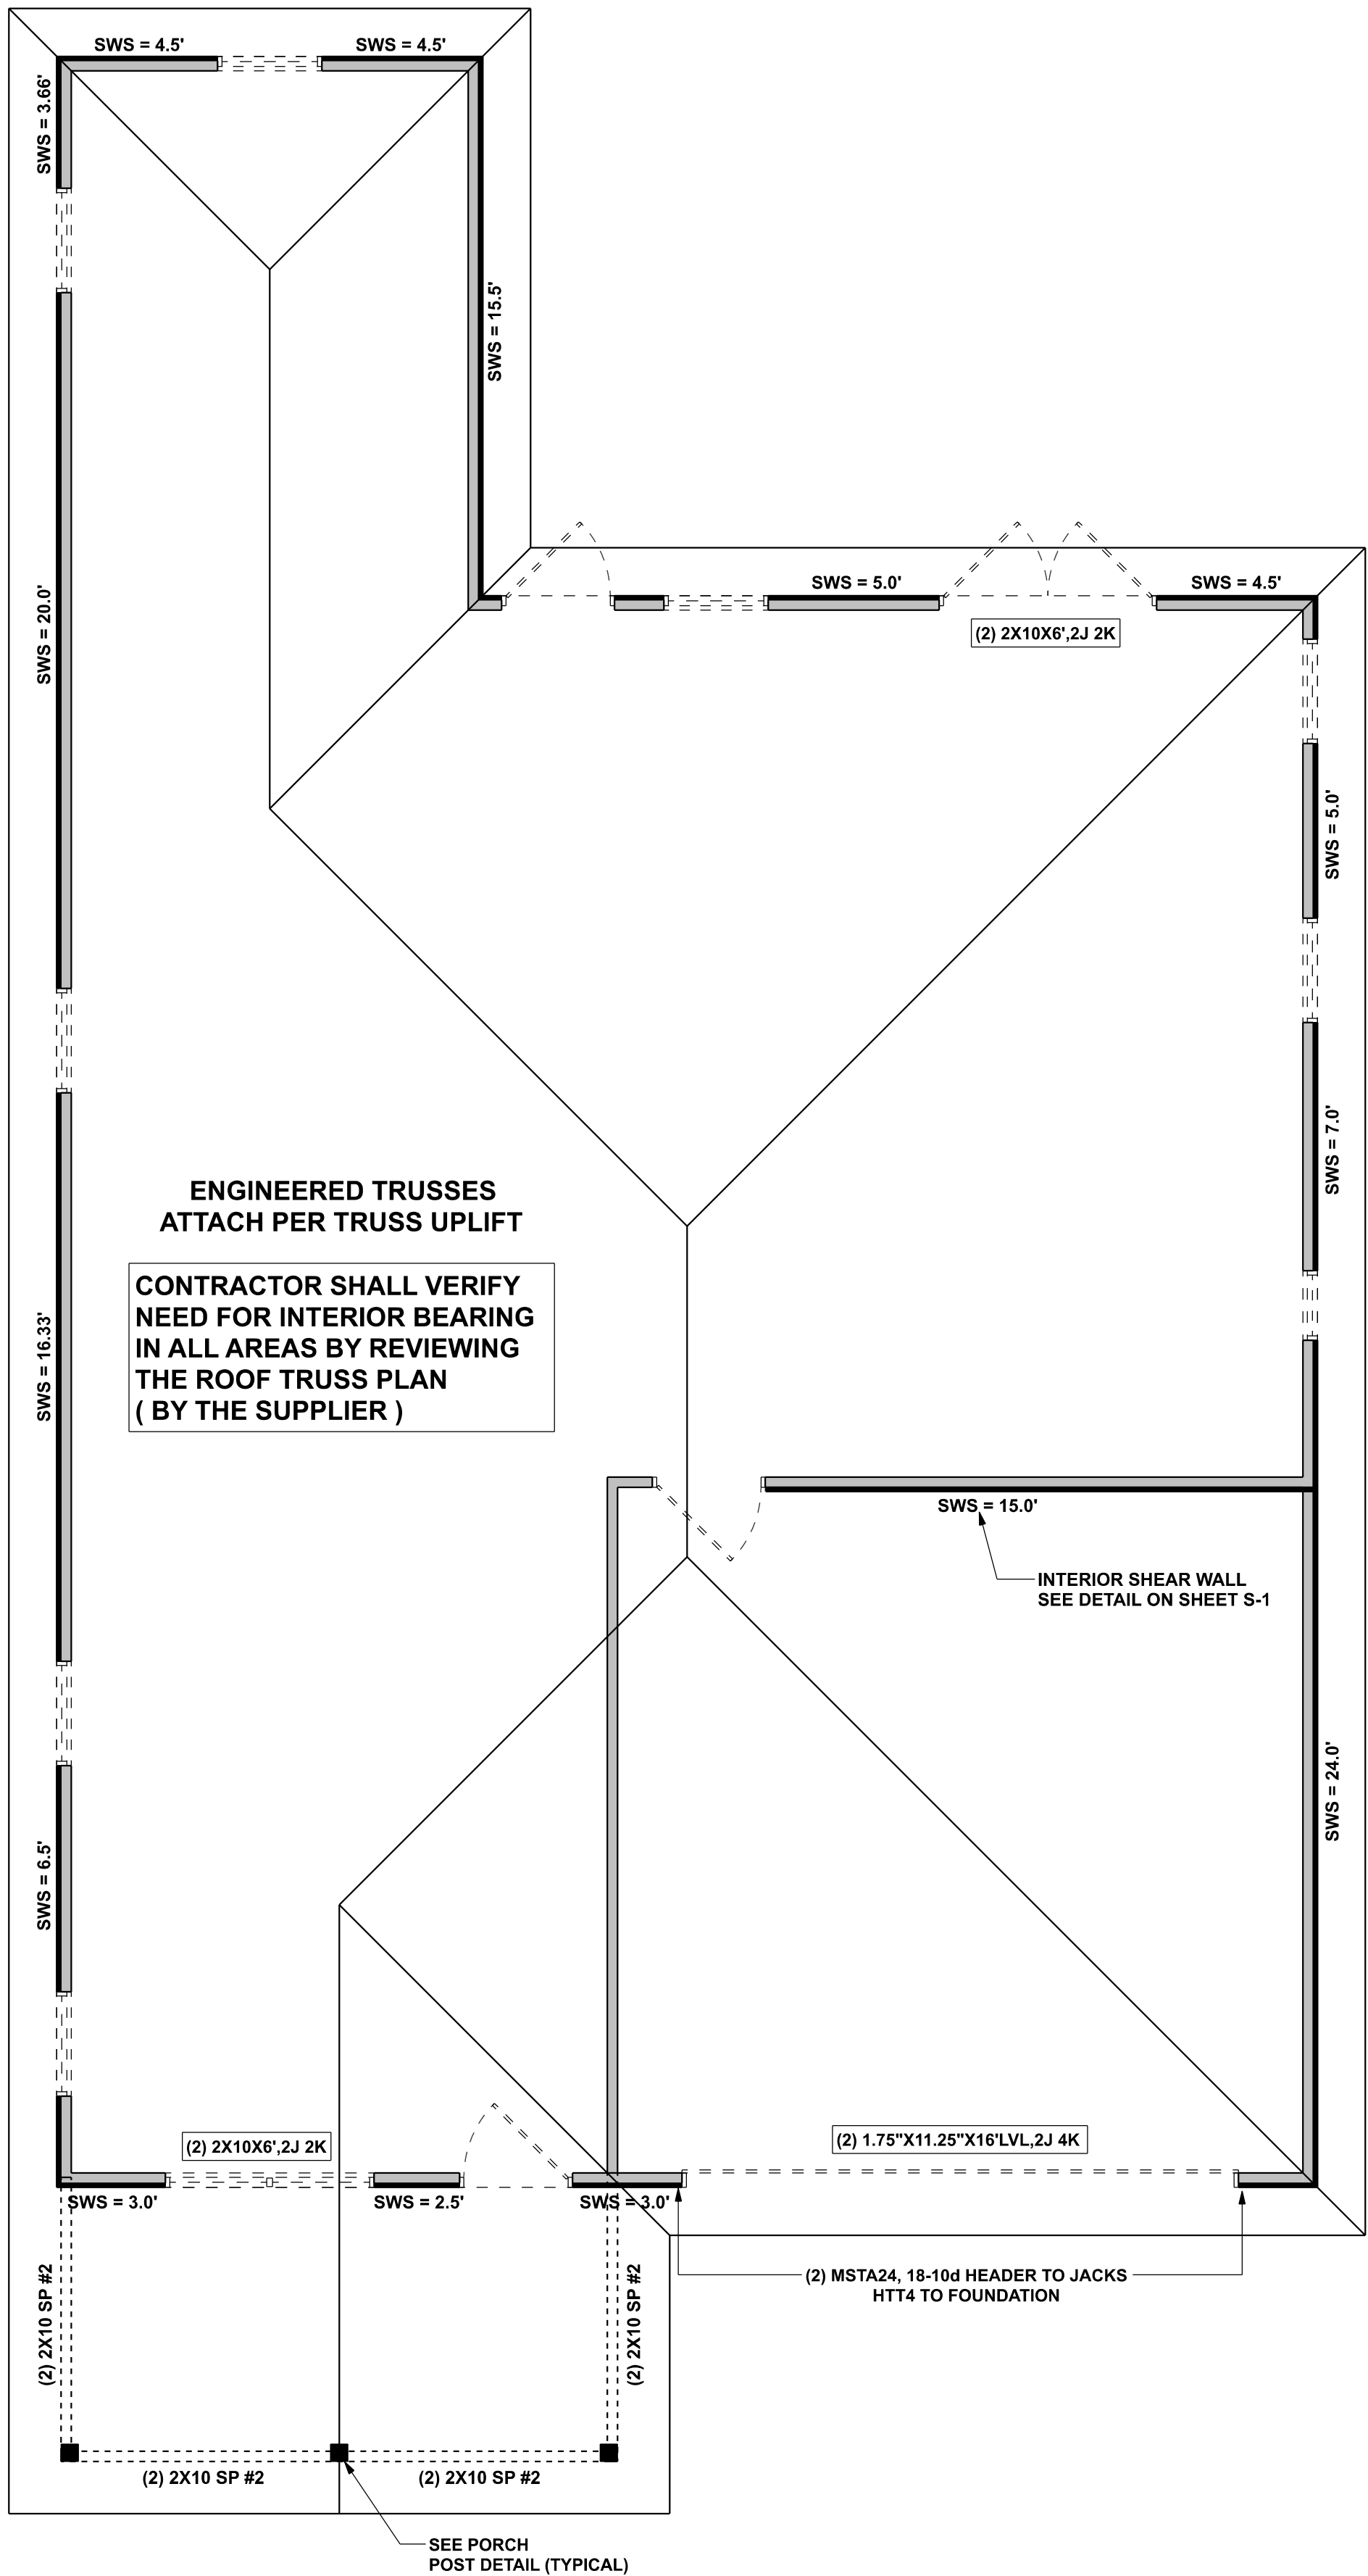 SWS = 4.5'
SWS = 4.5'
SWS = 3.66'
SWS = 15.5'
SWS = 5.0'
SWS = 4.5'
(2) 2X10X6',2J 2K
SWS = 20.0'
SWS = 5.0'
SWS = 7.0'
ENGINEERED TRUSSES
ATTACH PER TRUSS UPLIFT
CONTRACTOR SHALL VERIFY
NEED FOR INTERIOR BEARING
IN ALL AREAS BY REVIEWING
THE ROOF TRUSS PLAN
( BY THE SUPPLIER )
SWS = 16.33'
SWS = 15.0'
INTERIOR SHEAR WALL
SEE DETAIL ON SHEET S-1
SWS = 24.0'
SWS = 6.5'
(2) 2X10X6',2J 2K
(2) 1.75"X11.25"X16'LVL,2J 4K
SWS = 3.0'
SWS = 2.5'
SWS = 3.0'
(2) 2X10 SP #2
(2) 2X10 SP #2
(2) MSTA24, 18-10d HEADER TO JACKS
HTT4 TO FOUNDATION
(2) 2X10 SP #2
(2) 2X10 SP #2
SEE PORCH
POST DETAIL (TYPICAL)